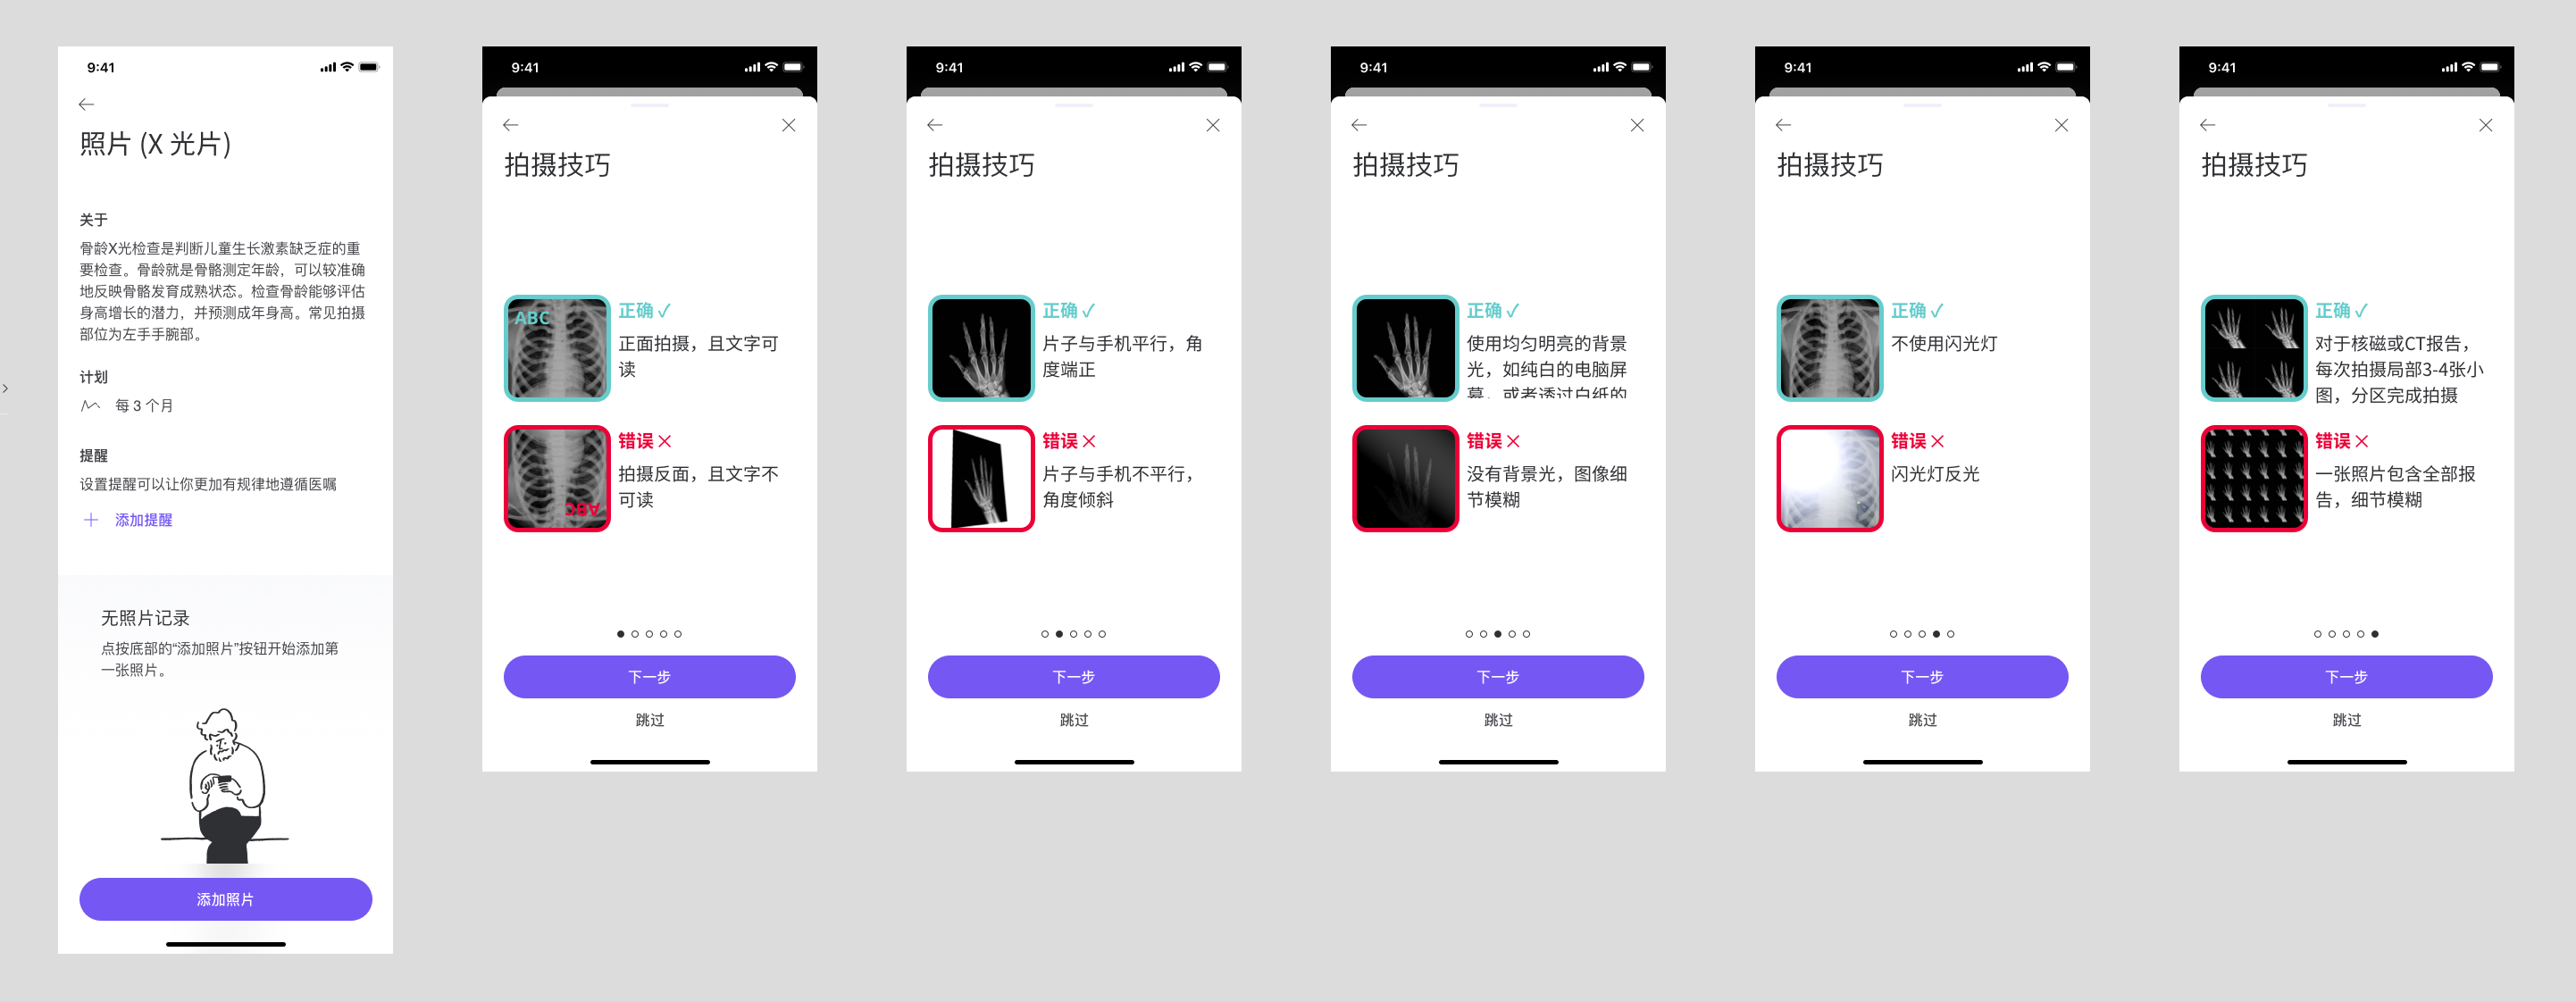 9:41
照片 (X 光片)
关于
骨龄X光检查是判断儿童生长激素缺乏症的重
要检查。骨龄就是骨骼测定年龄，可以较准确
地反映骨骼发育成熟状态。检查骨龄能够评估
身高增长的潜力，并预测成年身高。常见拍摄
部位为左手手腕部。
计划
每 3 个月
提醒
设置提醒可以让你更加有规律地遵循医嘱
添加提醒
无照片记录
点按底部的“添加照片”按钮开始添加第
一张照片。
添加照片
9:41
拍摄技巧
ABC
正确
正面拍摄，且文字可
读
ABC
错误
拍摄反面，且文字不
可读
下一步
跳过
9:41
拍摄技巧
正确
片子与手机平行，角
度端正
错误
片子与手机不平行，
角度倾斜
下一步
跳过
9:41
拍摄技巧
正确
使用均匀明亮的背景
光，如纯白的电脑屏
幕，或者透过白纸的
错误
没有背景光，图像细
节模糊
下一步
跳过
9:41
拍摄技巧
正确
不使用闪光灯
错误
闪光灯反光
下一步
跳过
9:41
拍摄技巧
正确
对于核磁或CT报告，
每次拍摄局部3-4张小
图，分区完成拍摄
错误
一张照片包含全部报
告，细节模糊
下一步
跳过